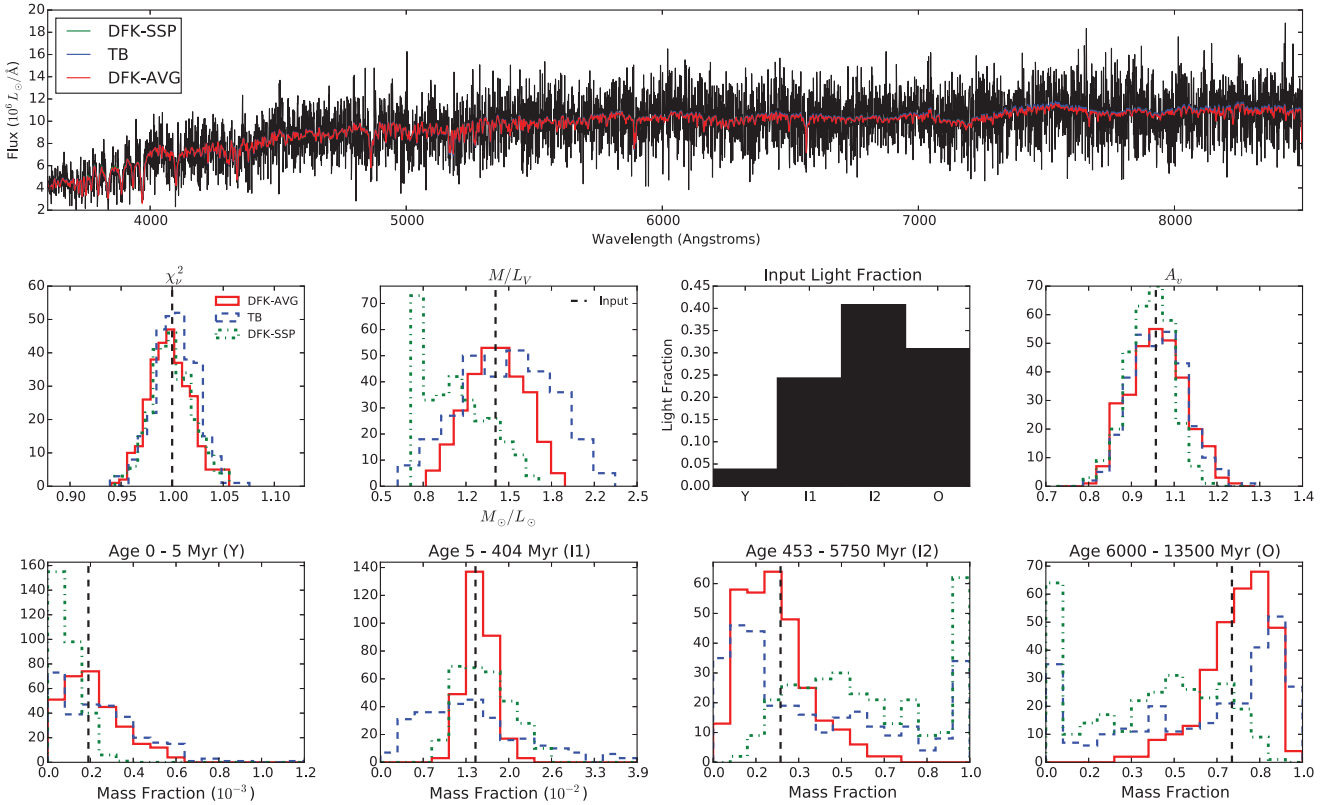 20
18
16
14
12
10
8
6
4
2
Flux (10⁶ L☉/Å)
DFK-SSP
TB
DFK-AVG
4000 5000 6000 7000 8000
Wavelength (Angstroms)
χ²ᵥ
60
50
40
30
20
10
0
DFK-AVG
TB
DFK-SSP
0.90 0.95 1.00 1.05 1.10
M/L_V
70
60
50
40
30
20
10
0
Input
0.5 0.8 1.2 1.5 1.8 2.2 2.5
M☉/L☉
Input Light Fraction
0.45
0.40
0.35
0.30
0.25
0.20
0.15
0.10
0.05
0.00
Light Fraction
Y I1 I2 O
A_v
70
60
50
40
30
20
10
0
0.7 0.8 0.9 1.1 1.2 1.3 1.4
Age 0 - 5 Myr (Y)
160
140
120
100
80
60
40
20
0
0.0 0.2 0.4 0.6 0.8 1.0 1.2
Mass Fraction (10⁻³)
Age 5 - 404 Myr (I1)
140
120
100
80
60
40
20
0
0.0 0.7 1.3 2.0 2.6 3.3 3.9
Mass Fraction (10⁻²)
Age 453 - 5750 Myr (I2)
60
50
40
30
20
10
0
0.0 0.2 0.3 0.5 0.7 0.8 1.0
Mass Fraction
Age 6000 - 13500 Myr (O)
70
60
50
40
30
20
10
0
0.0 0.2 0.3 0.5 0.7 0.8 1.0
Mass Fraction